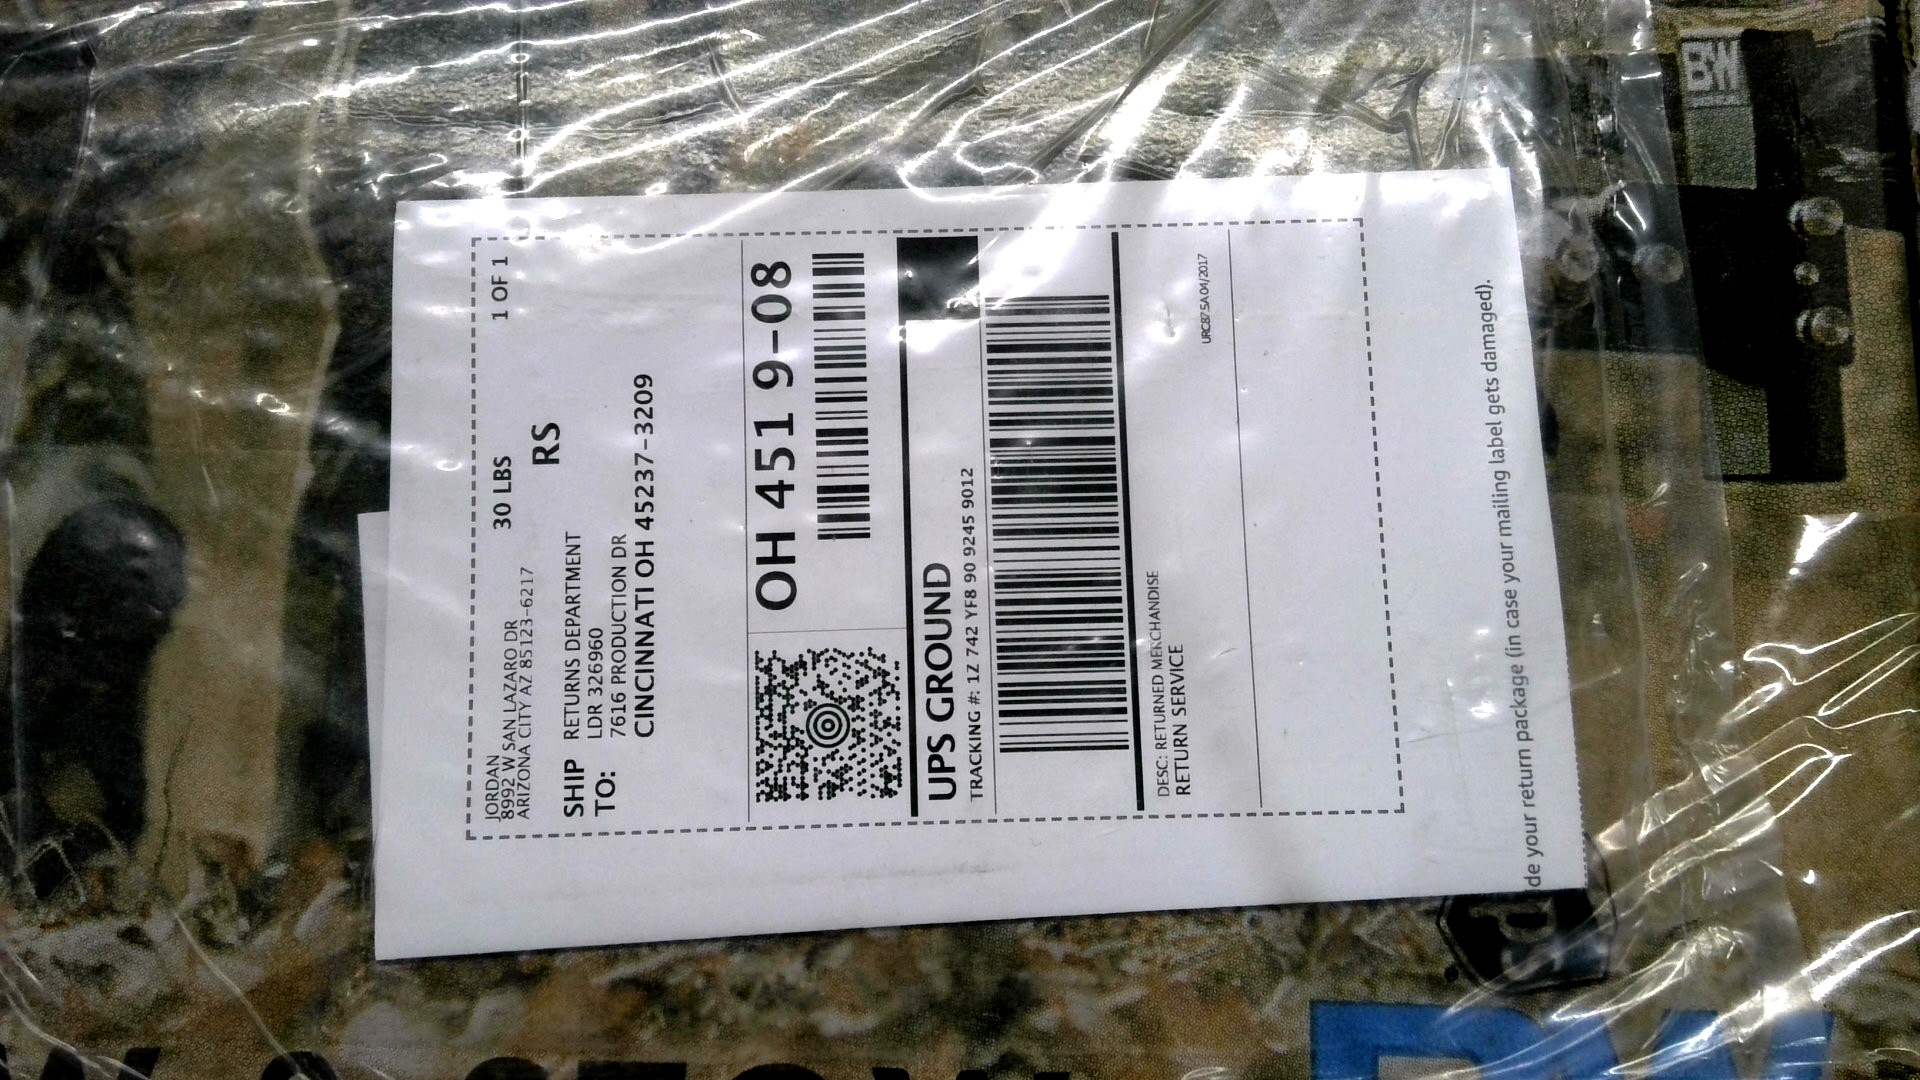 JORDAN
8992 W SAN LAZARO DR
ARIZONA CITY AZ 85123-6217
30 LBS
1 OF 1
RS
SHIP TO:
RETURNS DEPARTMENT
LDR 326960
7616 PRODUCTION DR
CINCINNATI OH 45237-3209
OH 451 9-08
UPS GROUND
TRACKING #: 1Z 742 YF8 90 9245 9012
DESC: RETURNED MERCHANDISE
RETURN SERVICE
URC87.5A 04/2017
de your return package (in case your mailing label gets damaged).
BW